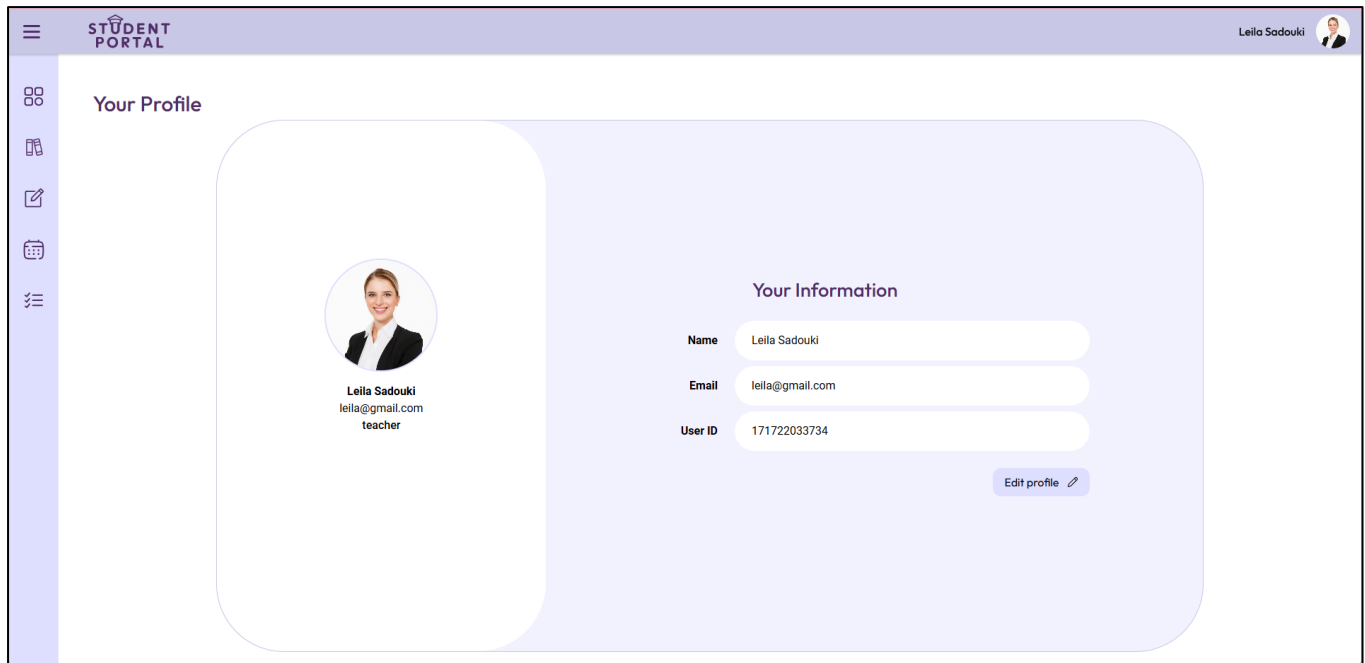 STUDENT
PORTAL
Leila Sadouki
Your Profile
Leila Sadouki
leila@gmail.com
teacher
Your Information
Name Leila Sadouki
Email leila@gmail.com
User ID 171722033734
Edit profile